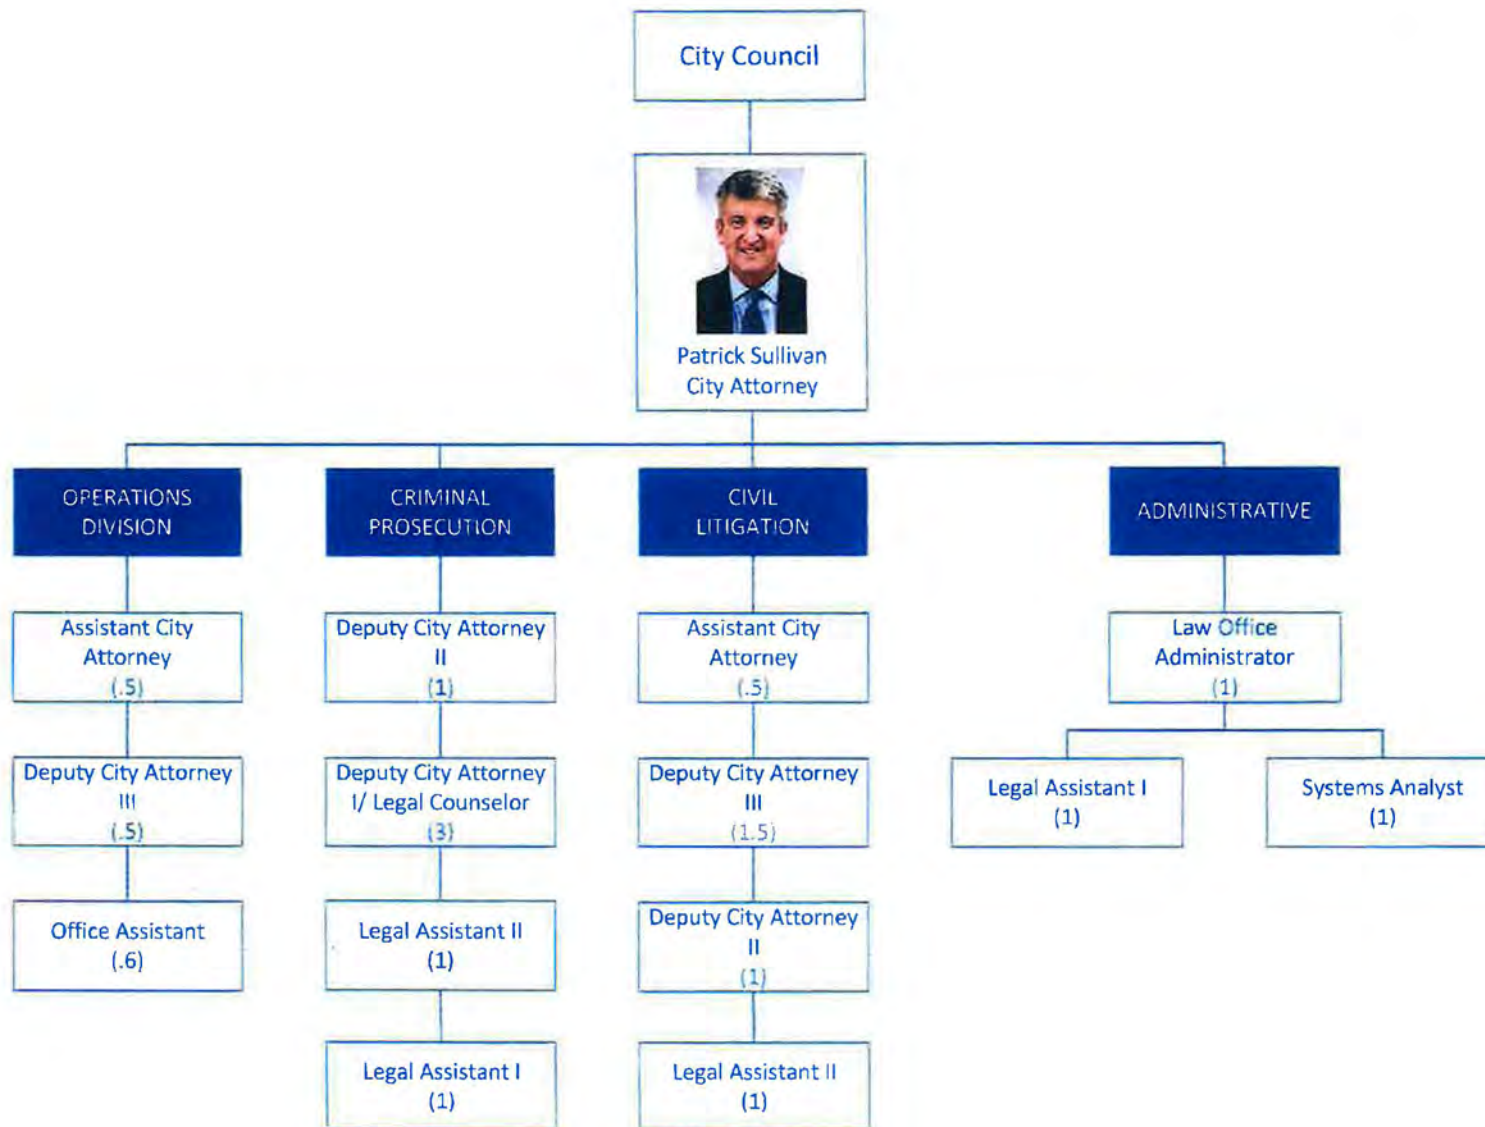 City Council
Patrick Sullivan
City Attorney
OPERATIONS
DIVISION
Assistant City
Attorney
(.5)
Deputy City Attorney
III
(.5)
Office Assistant
(.6)
CRIMINAL
PROSECUTION
Deputy City Attorney
II
(1)
Deputy City Attorney
I/ Legal Counselor
(3)
Legal Assistant II
(1)
Legal Assistant I
(1)
CIVIL
LITIGATION
Assistant City
Attorney
(.5)
Deputy City Attorney
III
(1.5)
Deputy City Attorney
II
(1)
Legal Assistant II
(1)
ADMINISTRATIVE
Law Office
Administrator
(1)
Legal Assistant I
(1)
Systems Analyst
(1)